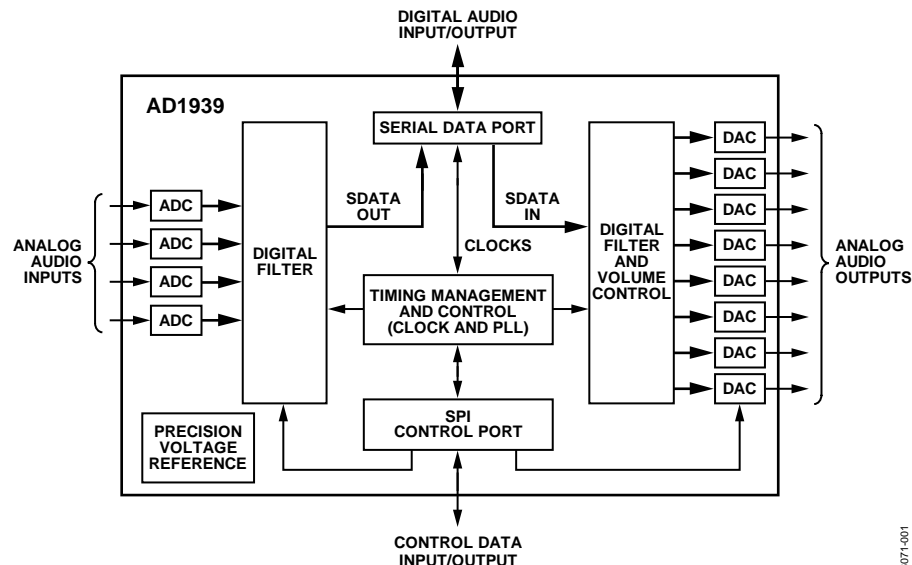 DIGITAL AUDIO
INPUT/OUTPUT
AD1939
SERIAL DATA PORT
SDATA
OUT
SDATA
IN
CLOCKS
ANALOG
AUDIO
INPUTS
ADC
ADC
ADC
ADC
DIGITAL
FILTER
TIMING MANAGEMENT
AND CONTROL
(CLOCK AND PLL)
DIGITAL
FILTER
AND
VOLUME
CONTROL
DAC
DAC
DAC
DAC
DAC
DAC
DAC
DAC
ANALOG
AUDIO
OUTPUTS
PRECISION
VOLTAGE
REFERENCE
SPI
CONTROL PORT
CONTROL DATA
INPUT/OUTPUT